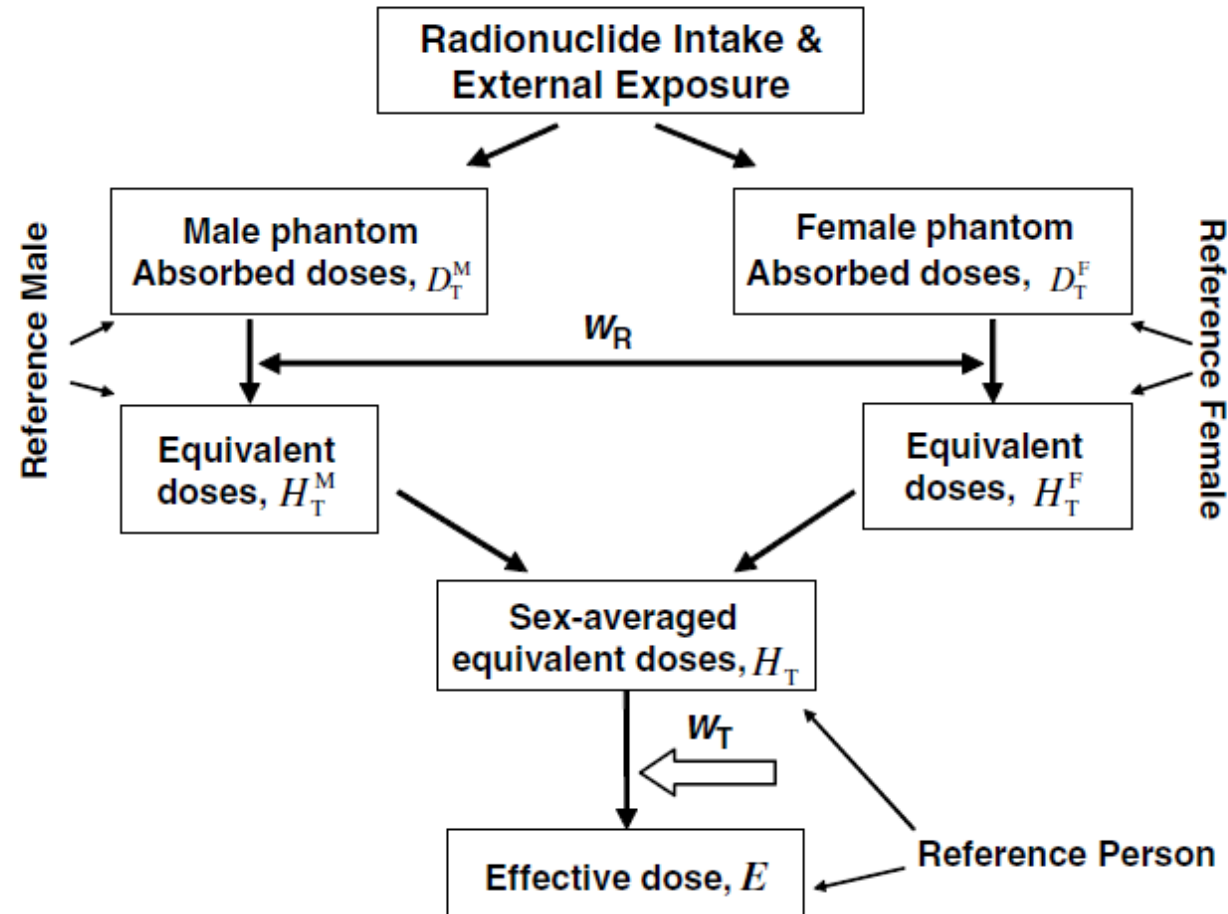 Radionuclide Intake &
External Exposure
Reference Male
Male phantom
Absorbed doses, D_T^M
Female phantom
Absorbed doses, D_T^F
Reference Female
w_R
Equivalent
doses, H_T^M
Equivalent
doses, H_T^F
Sex-averaged
equivalent doses, H_T
w_T
Effective dose, E
Reference Person